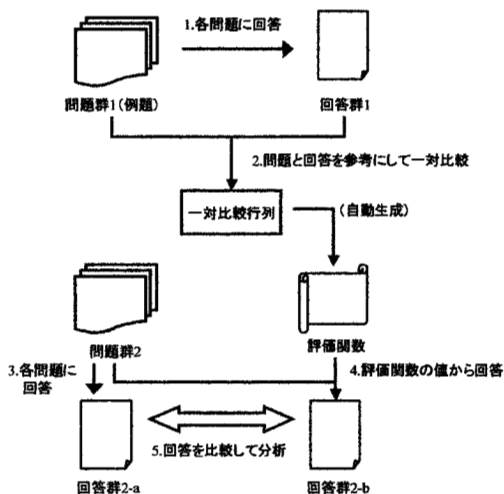 1.各問題に回答
問題群1(例題)
回答群1
2.問題と回答を参考にして一対比較
一対比較行列
(自動生成)
問題群2
評価関数
3.各問題に
回答
4.評価関数の値から回答
5.回答を比較して分析
回答群2-a
回答群2-b